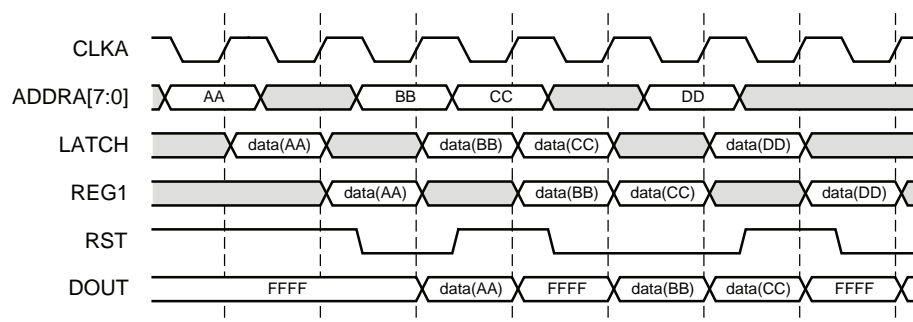 CLKA
ADDRA[7:0] AA BB CC DD
LATCH data(AA) data(BB) data(CC) data(DD)
REG1 data(AA) data(BB) data(CC) data(DD)
RST
DOUT FFFF data(AA) FFFF data(BB) data(CC) FFFF